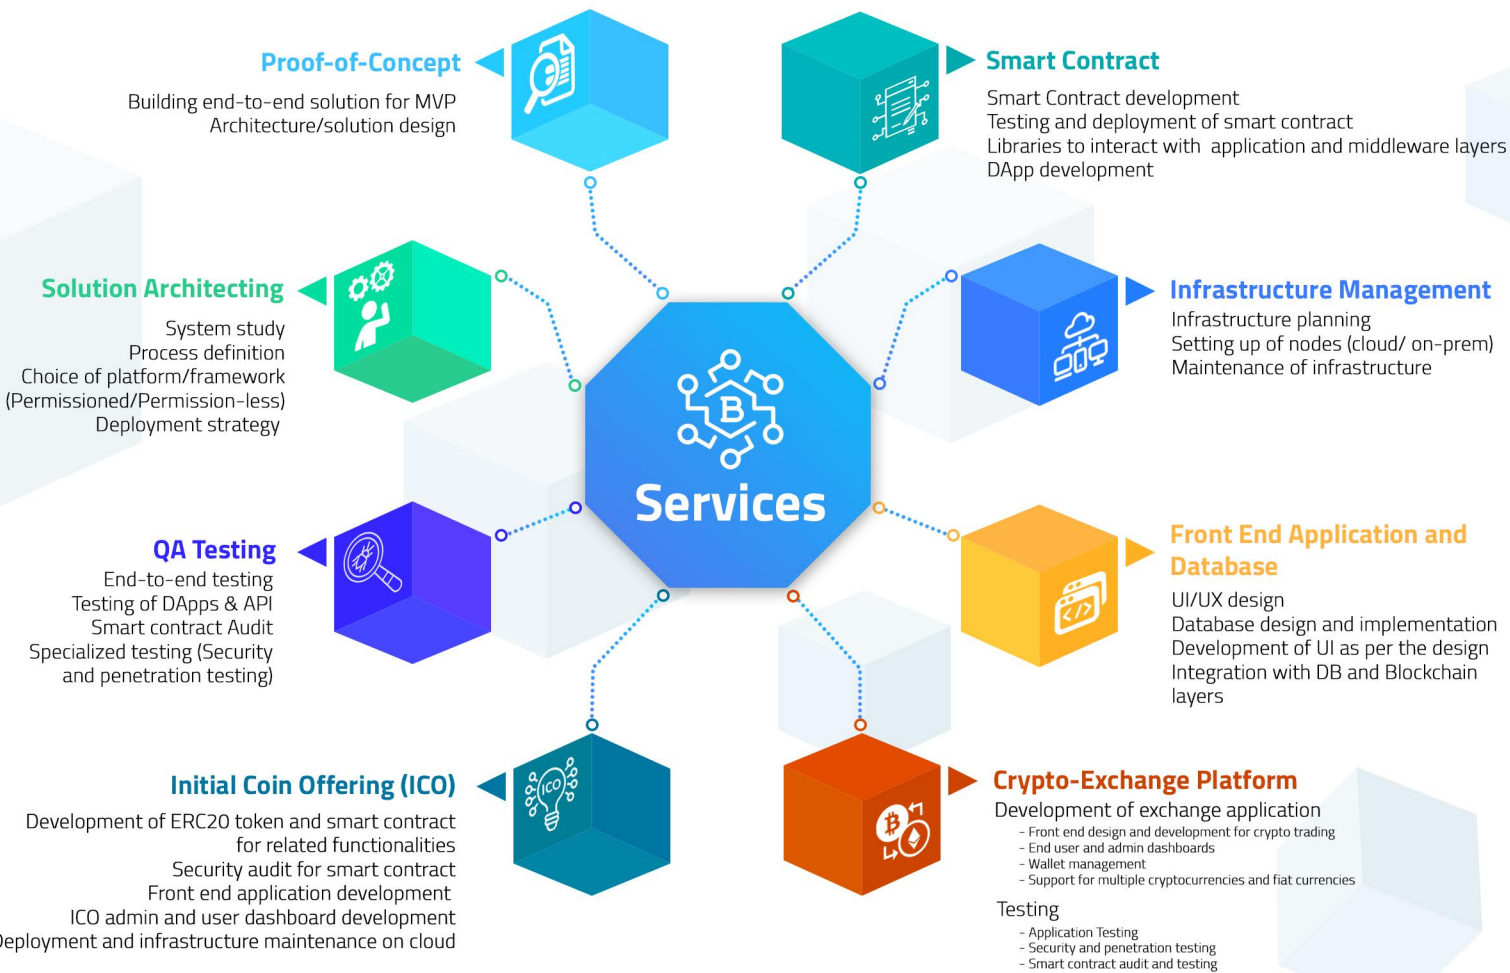 Proof-of-Concept
Building end-to-end solution for MVP
Architecture/solution design
Smart Contract
Smart Contract development
Testing and deployment of smart contract
Libraries to interact with application and middleware layers
DApp development
Solution Architecting
System study
Process definition
Choice of platform/framework
(Permissioned/Permission-less)
Deployment strategy
Infrastructure Management
Infrastructure planning
Setting up of nodes (cloud/ on-prem)
Maintenance of infrastructure
B
Services
QA Testing
End-to-end testing
Testing of DApps & API
Smart contract Audit
Specialized testing (Security
and penetration testing)
Front End Application and
Database
UI/UX design
Database design and implementation
Development of UI as per the design
Integration with DB and Blockchain
layers
</>
Initial Coin Offering (ICO)
Development of ERC20 token and smart contract
for related functionalities
Security audit for smart contract
Front end application development
ICO admin and user dashboard development
Deployment and infrastructure maintenance on cloud
ICO
Crypto-Exchange Platform
Development of exchange application
- Front end design and development for crypto trading
- End user and admin dashboards
- Wallet management
- Support for multiple cryptocurrencies and fiat currencies
Testing
- Application Testing
- Security and penetration testing
- Smart contract audit and testing